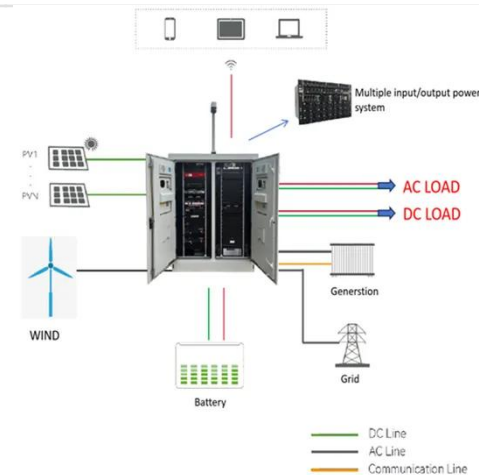 Multiple input/output power
system
PV1
PVN
AC LOAD
DC LOAD
WIND
Generstion
Grid
Battery
DC Line
AC Line
Communication Line